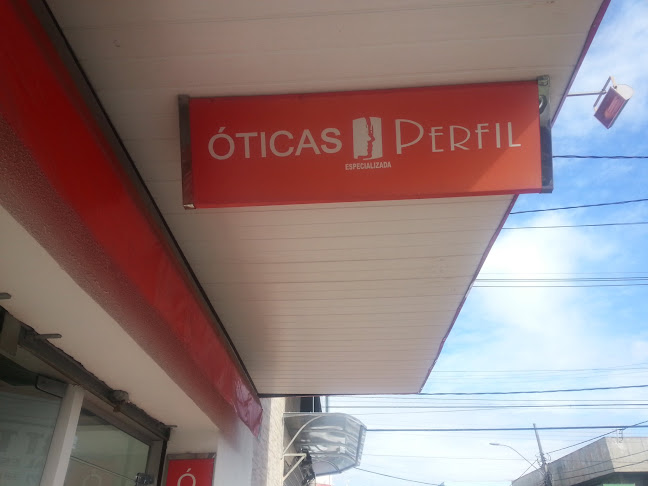 ÓTICAS PERFIL
ESPECIALIZADA
Ó